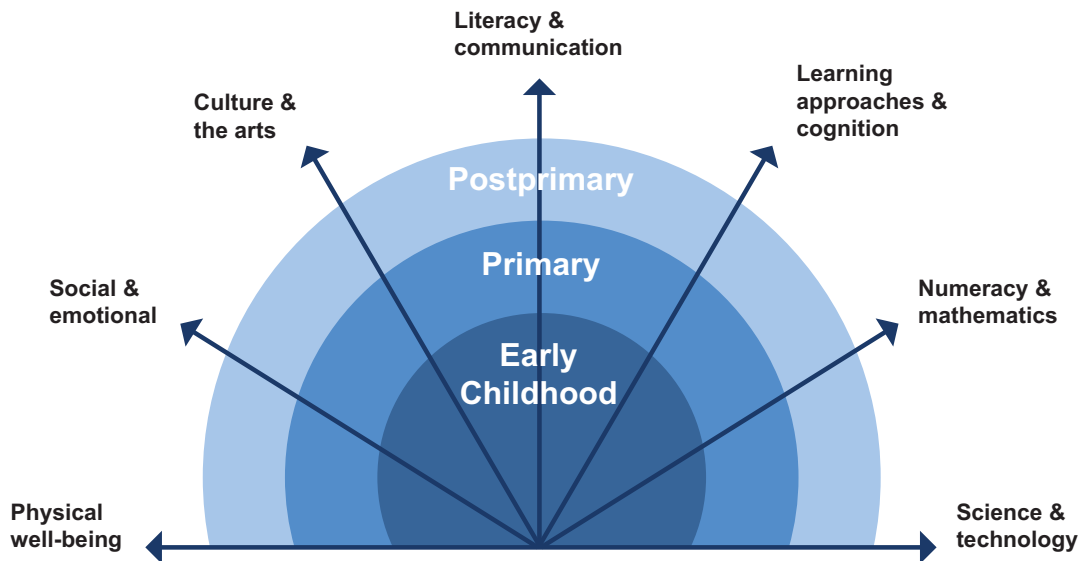 Literacy &
communication
Learning
approaches &
cognition
Culture &
the arts
Postprimary
Primary
Social &
emotional
Numeracy &
mathematics
Early
Childhood
Physical
well-being
Science &
technology